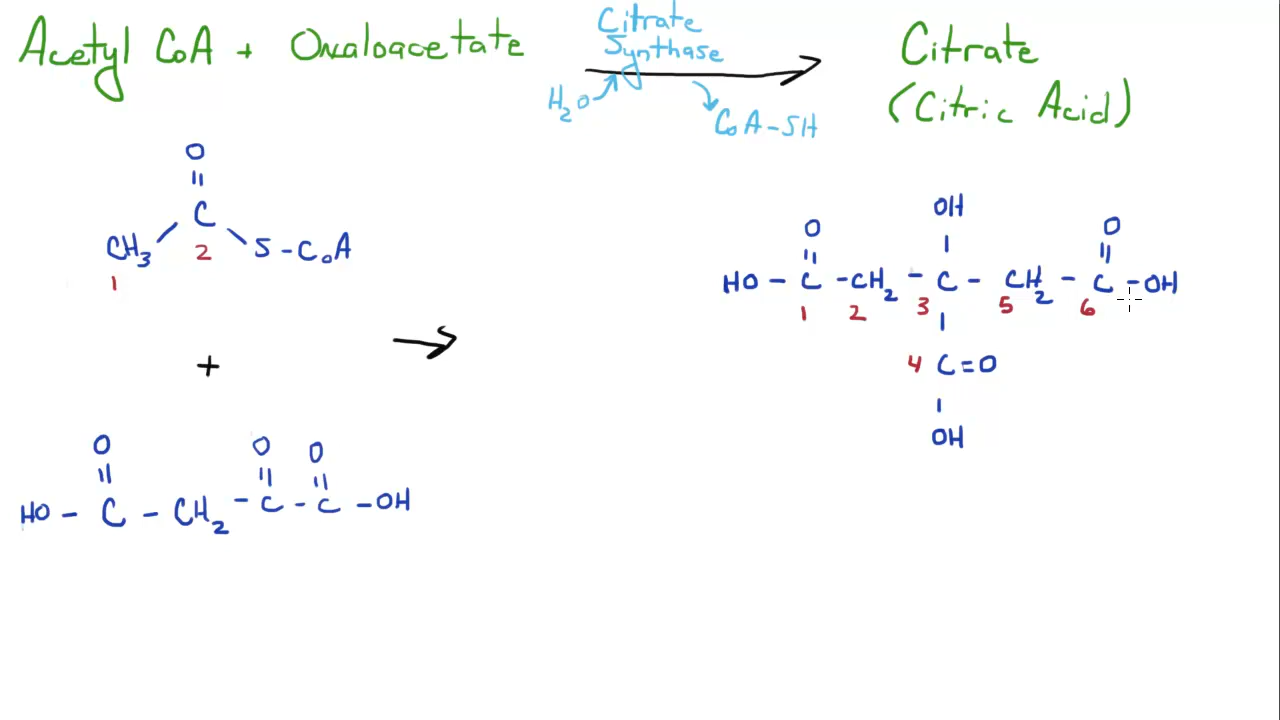 Acetyl CoA + Oxaloacetate
Citrate
Synthase
H2O
CoA-SH
Citrate
(Citric Acid)
O
||
C
CH3
2
S-CoA
1
+
O O O
|| || ||
HO - C - CH2 - C - C - OH
OH
O | O
|| | ||
HO - C - CH2 - C - CH2 - C - OH
1 2 3 5 6
|
4 C=O
|
OH